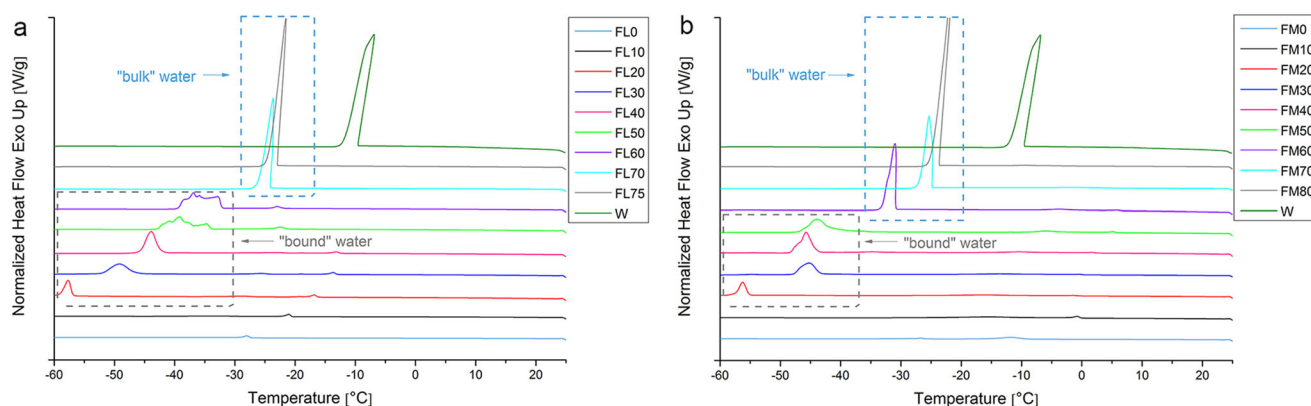 a
Normalized Heat Flow Exo Up [W/g]
"bulk" water
"bound" water
FL0
FL10
FL20
FL30
FL40
FL50
FL60
FL70
FL75
W
-60 -50 -40 -30 -20 -10 0 10 20
Temperature [°C]
b
Normalized Heat Flow Exo Up [W/g]
"bulk" water
"bound" water
FM0
FM10
FM20
FM30
FM40
FM50
FM60
FM70
FM80
W
-60 -50 -40 -30 -20 -10 0 10 20
Temperature [°C]